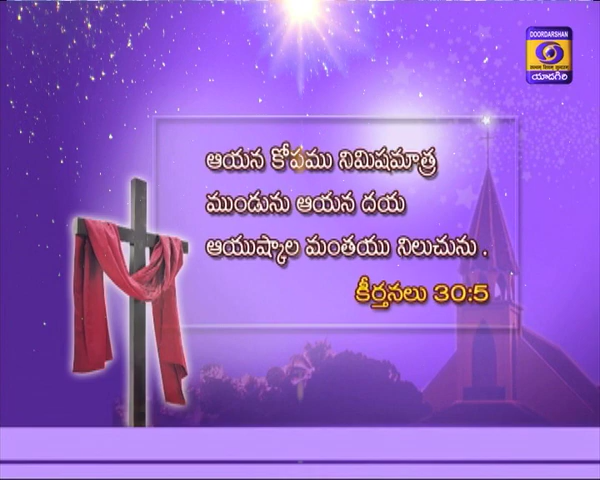 DOORDARSHAN
యాదగిరి
ఆయన కోపము నిమిషమాత్ర
ముండును ఆయన దయ
ఆయుష్కాల మంతయు నిలుచును .
కీర్తనలు 30:5